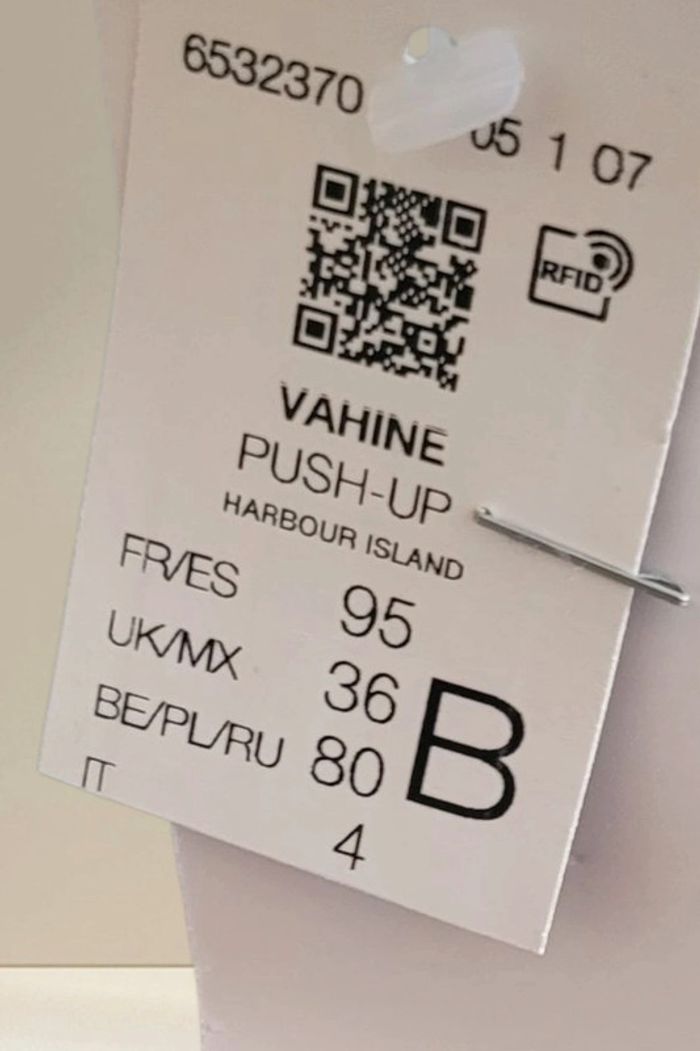 6532370 05 1 07
RFID
VAHINE
PUSH-UP
HARBOUR ISLAND
FR/ES 95
UK/MX 36
BE/PL/RU 80 B
IT 4